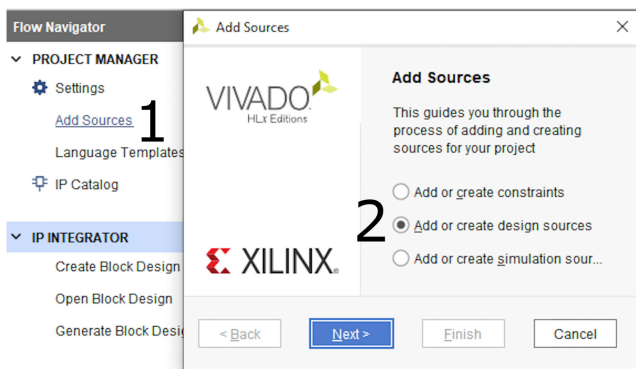 Flow Navigator
PROJECT MANAGER
Settings
Add Sources
1
Language Templates
IP Catalog
IP INTEGRATOR
Create Block Design
Open Block Design
Generate Block Desi
Add Sources
VIVADO
HLx Editions
XILINX
Add Sources
This guides you through the
process of adding and creating
sources for your project
Add or create constraints
2
Add or create design sources
Add or create simulation sour...
< Back
Next >
Finish
Cancel